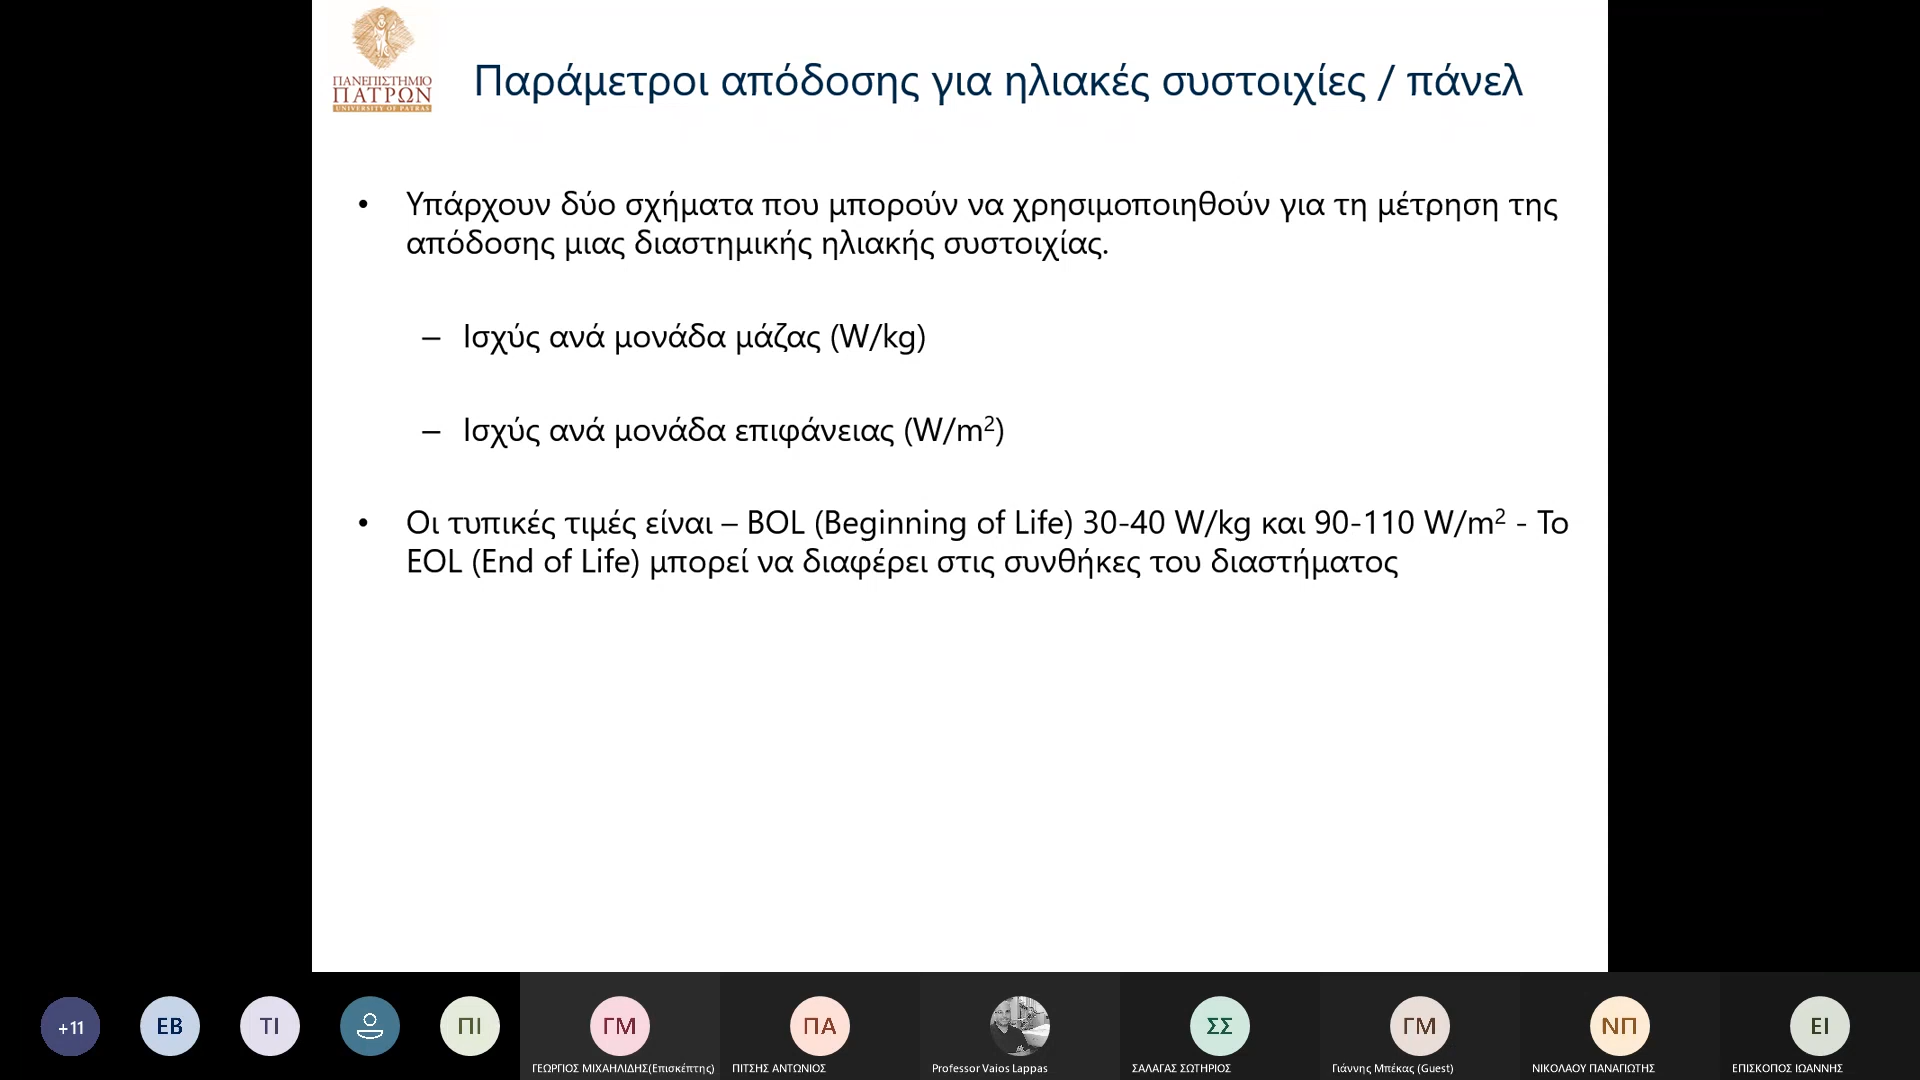 ΠΑΝΕΠΙΣΤΗΜΙΟ
ΠΑΤΡΩΝ
UNIVERSITY OF PATRAS
Παράμετροι απόδοσης για ηλιακές συστοιχίες / πάνελ
• Υπάρχουν δύο σχήματα που μπορούν να χρησιμοποιηθούν για τη μέτρηση της
απόδοσης μιας διαστημικής ηλιακής συστοιχίας.
– Ισχύς ανά μονάδα μάζας (W/kg)
– Ισχύς ανά μονάδα επιφάνειας (W/m²)
• Οι τυπικές τιμές είναι – BOL (Beginning of Life) 30-40 W/kg και 90-110 W/m² - Το
EOL (End of Life) μπορεί να διαφέρει στις συνθήκες του διαστήματος
+11 EB TI ΠΙ ΓΜ ΠΑ ΣΣ ΓΜ ΝΠ ΕΙ
ΓΕΩΡΓΙΟΣ ΜΙΧΑΗΛΙΔΗΣ(Επισκέπτης) ΠΙΤΣΗΣ ΑΝΤΩΝΙΟΣ Professor Vaios Lappas ΣΑΛΑΓΑΣ ΣΩΤΗΡΙΟΣ Γιάννης Μπέκας (Guest) ΝΙΚΟΛΑΟΥ ΠΑΝΑΓΙΩΤΗΣ ΕΠΙΣΚΟΠΟΣ ΙΩΑΝΝΗΣ